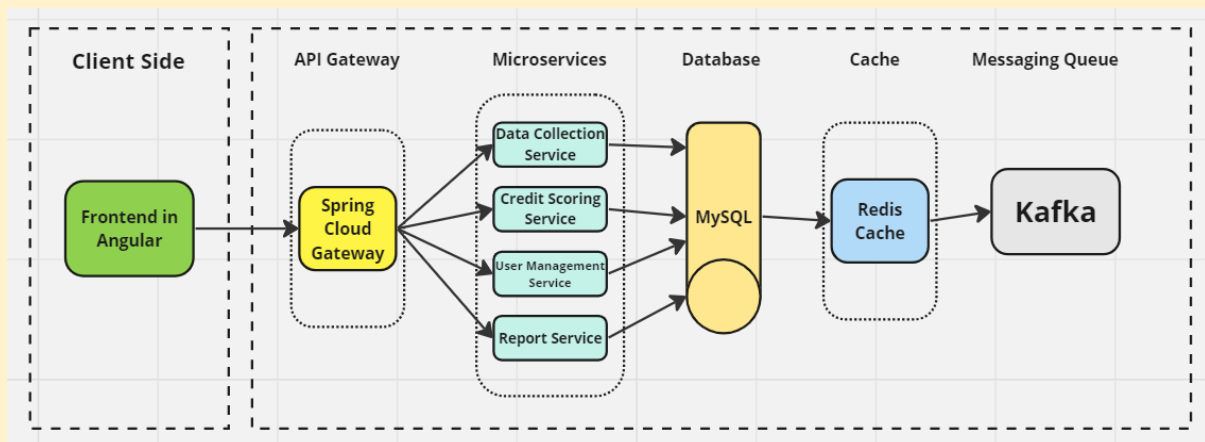 Client Side
API Gateway
Microservices
Database
Cache
Messaging Queue
Frontend in
Angular
Spring
Cloud
Gateway
Data Collection
Service
Credit Scoring
Service
User Management
Service
Report Service
MySQL
Redis
Cache
Kafka